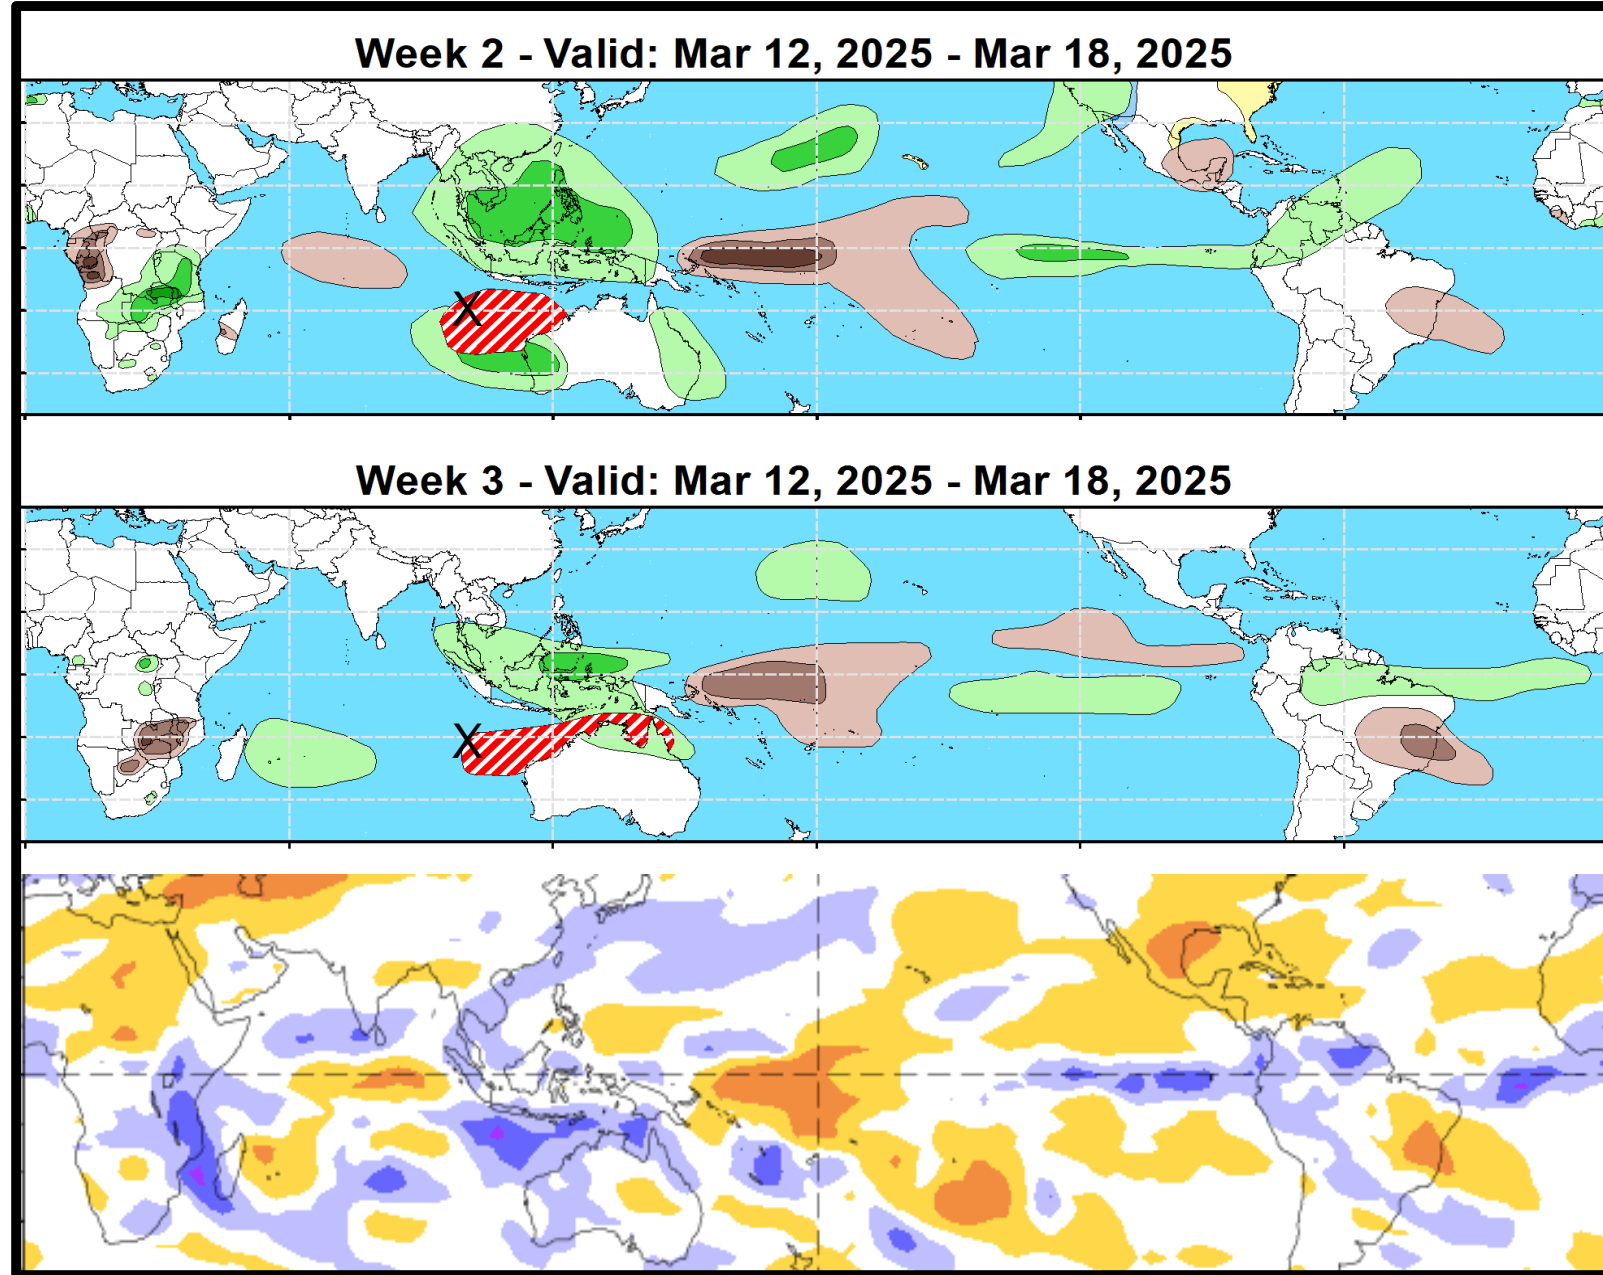 Week 2 - Valid: Mar 12, 2025 - Mar 18, 2025
X
Week 3 - Valid: Mar 12, 2025 - Mar 18, 2025
X